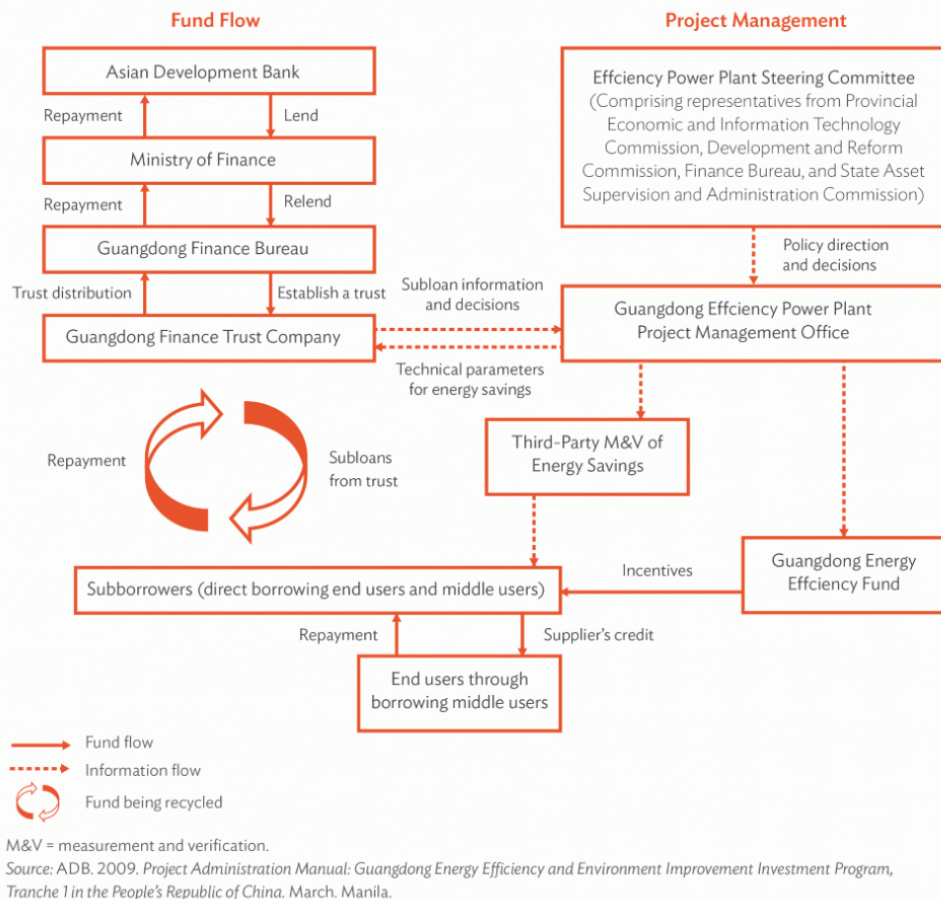 Fund Flow
Project Management
Asian Development Bank
Repayment
Lend
Ministry of Finance
Repayment
Relend
Guangdong Finance Bureau
Trust distribution
Establish a trust
Guangdong Finance Trust Company
Effciency Power Plant Steering Committee
(Comprising representatives from Provincial
Economic and Information Technology
Commission, Development and Reform
Commission, Finance Bureau, and State Asset
Supervision and Administration Commission)
Policy direction
and decisions
Subloan information
and decisions
Guangdong Effciency Power Plant
Project Management Office
Technical parameters
for energy savings
Repayment
Subloans
from trust
Third-Party M&V of
Energy Savings
Subborrowers (direct borrowing end users and middle users)
Incentives
Guangdong Energy
Effciency Fund
Repayment
Supplier's credit
End users through
borrowing middle users
Fund flow
Information flow
Fund being recycled
M&V = measurement and verification.
Source: ADB. 2009. Project Administration Manual: Guangdong Energy Efficiency and Environment Improvement Investment Program,
Tranche 1 in the People's Republic of China. March. Manila.